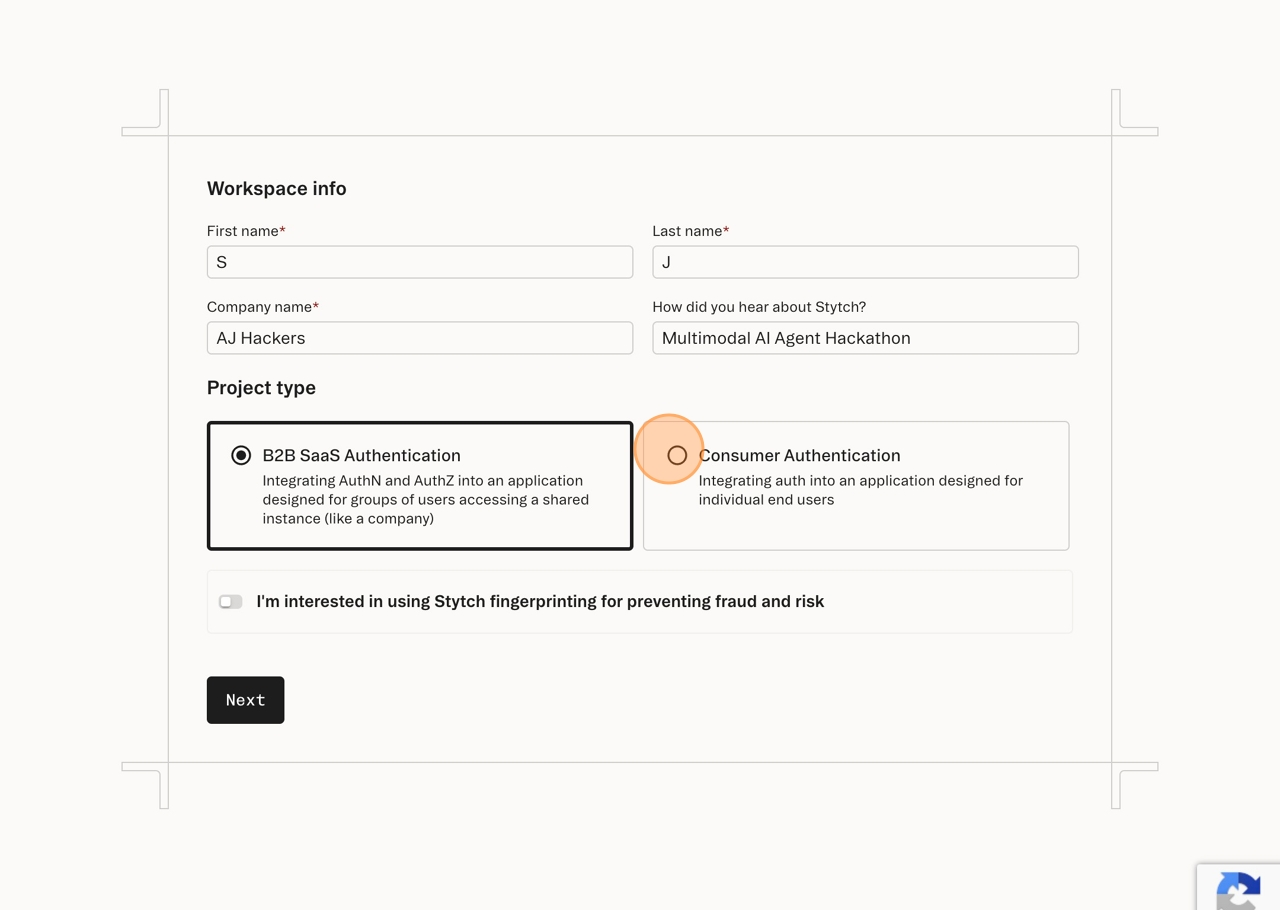 Workspace info
First name*
Last name*
S
J
Company name*
How did you hear about Stytch?
AJ Hackers
Multimodal AI Agent Hackathon
Project type
B2B SaaS Authentication
Integrating AuthN and AuthZ into an application
designed for groups of users accessing a shared
instance (like a company)
Consumer Authentication
Integrating auth into an application designed for
individual end users
I'm interested in using Stytch fingerprinting for preventing fraud and risk
Next